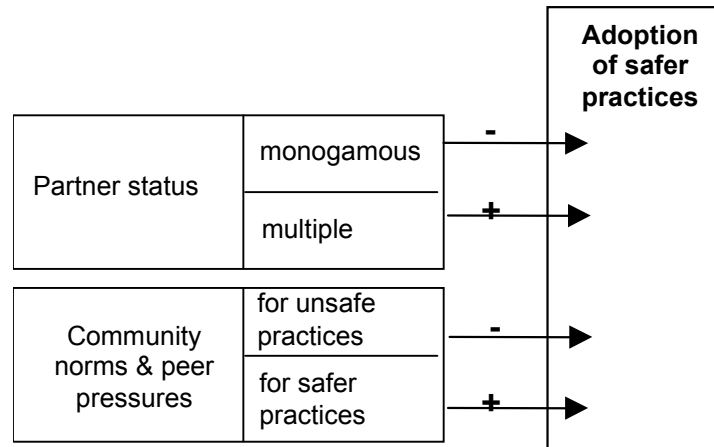 Adoption
of safer
practices
Partner status
monogamous
-
multiple
+
Community
norms & peer
pressures
for unsafe
practices
-
for safer
practices
+